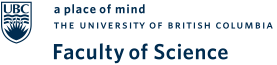 UBC
a place of mind
THE UNIVERSITY OF BRITISH COLUMBIA
Faculty of Science